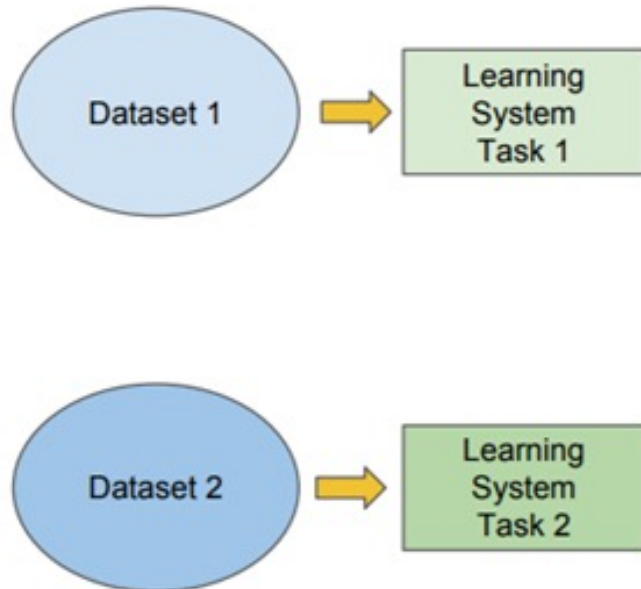 Dataset 1
Learning
System
Task 1
Dataset 2
Learning
System
Task 2